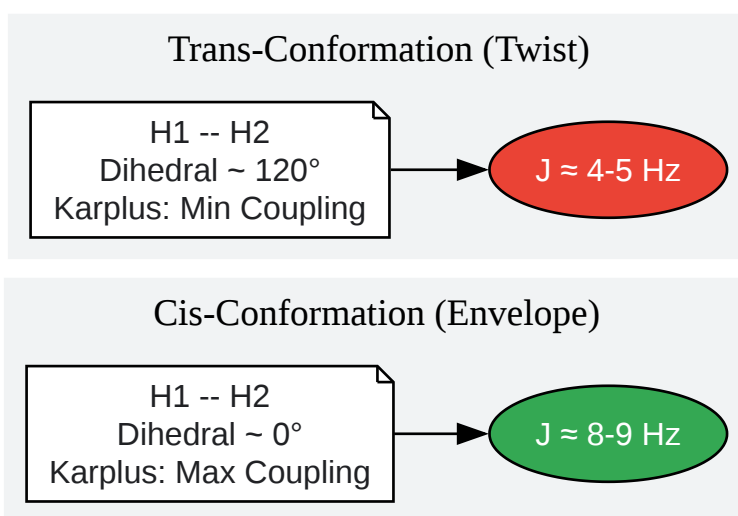 Trans-Conformation (Twist)
H1 -- H2
Dihedral ~ 120°
Karplus: Min Coupling
J ≈ 4-5 Hz
Cis-Conformation (Envelope)
H1 -- H2
Dihedral ~ 0°
Karplus: Max Coupling
J ≈ 8-9 Hz